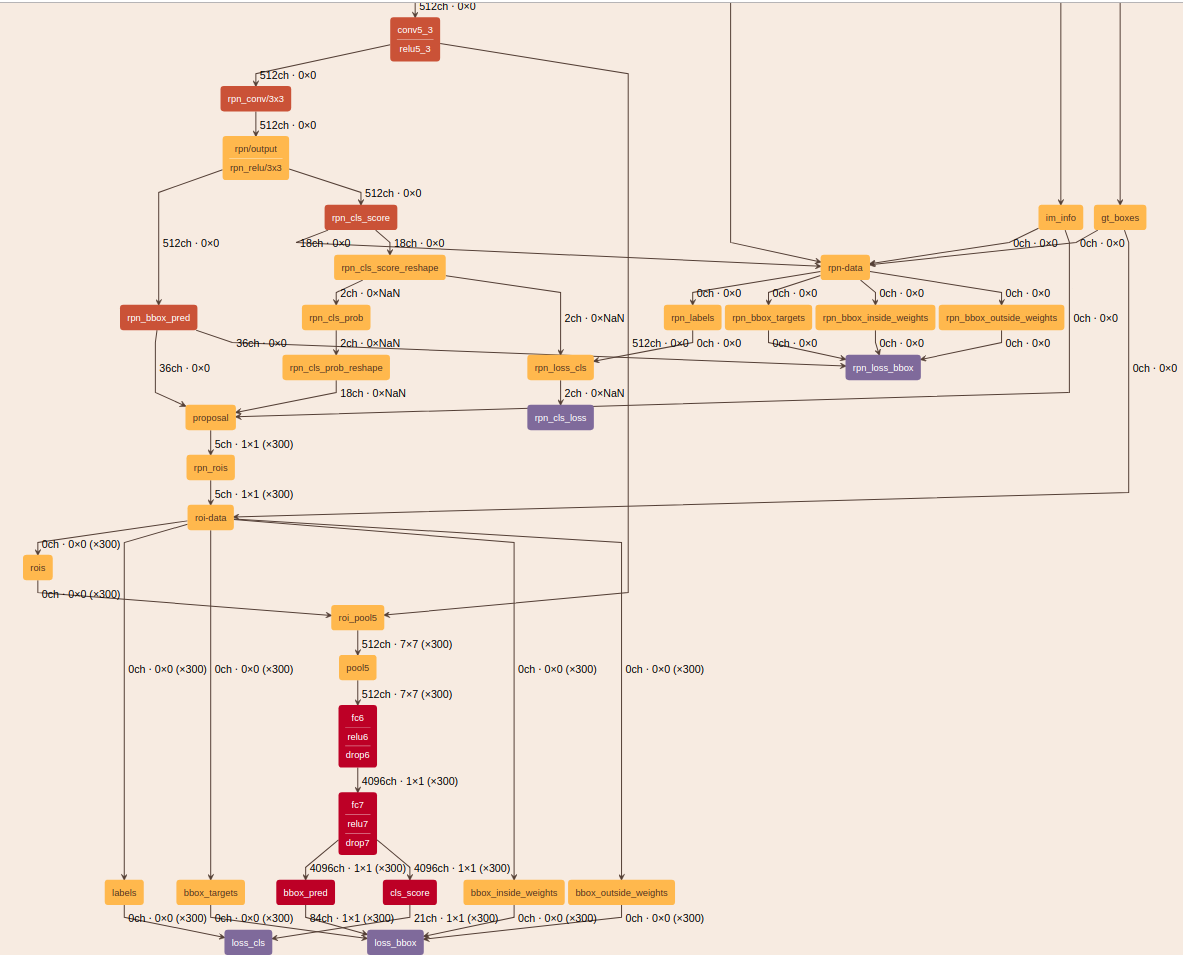 512ch · 0×0
conv5_3
relu5_3
512ch · 0×0
rpn_conv/3x3
512ch · 0×0
rpn/output
rpn_relu/3x3
512ch · 0×0
rpn_cls_score
im_info
gt_boxes
512ch · 0×0
18ch · 0×0
18ch · 0×0
0ch · 0×0
0ch · 0×0
rpn_cls_score_reshape
rpn-data
2ch · 0×NaN
0ch · 0×0
0ch · 0×0
0ch · 0×0
0ch · 0×0
rpn_bbox_pred
rpn_cls_prob
2ch · 0×NaN
rpn_labels
rpn_bbox_targets
rpn_bbox_inside_weights
rpn_bbox_outside_weights
0ch · 0×0
36ch · 0×0
2ch · 0×NaN
512ch · 0×0
0ch · 0×0
0ch · 0×0
0ch · 0×0
0ch · 0×0
36ch · 0×0
rpn_cls_prob_reshape
rpn_loss_cls
rpn_loss_bbox
0ch · 0×0
18ch · 0×NaN
2ch · 0×NaN
proposal
rpn_cls_loss
5ch · 1×1 (×300)
rpn_rois
5ch · 1×1 (×300)
roi-data
0ch · 0×0 (×300)
rois
0ch · 0×0 (×300)
roi_pool5
512ch · 7×7 (×300)
pool5
0ch · 0×0 (×300)
0ch · 0×0 (×300)
0ch · 0×0 (×300)
0ch · 0×0 (×300)
512ch · 7×7 (×300)
fc6
relu6
drop6
4096ch · 1×1 (×300)
fc7
relu7
drop7
4096ch · 1×1 (×300)
4096ch · 1×1 (×300)
labels
bbox_targets
bbox_pred
cls_score
bbox_inside_weights
bbox_outside_weights
0ch · 0×0 (×300)
0ch · 0×0 (×300)
84ch · 1×1 (×300)
21ch · 1×1 (×300)
0ch · 0×0 (×300)
0ch · 0×0 (×300)
loss_cls
loss_bbox